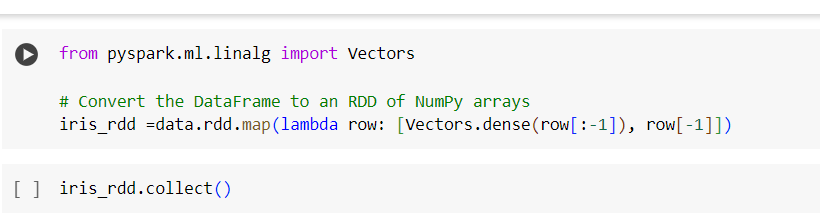 from pyspark.ml.linalg import Vectors
# Convert the DataFrame to an RDD of NumPy arrays
iris_rdd =data.rdd.map(lambda row: [Vectors.dense(row[:-1]), row[-1]])
[ ] iris_rdd.collect()